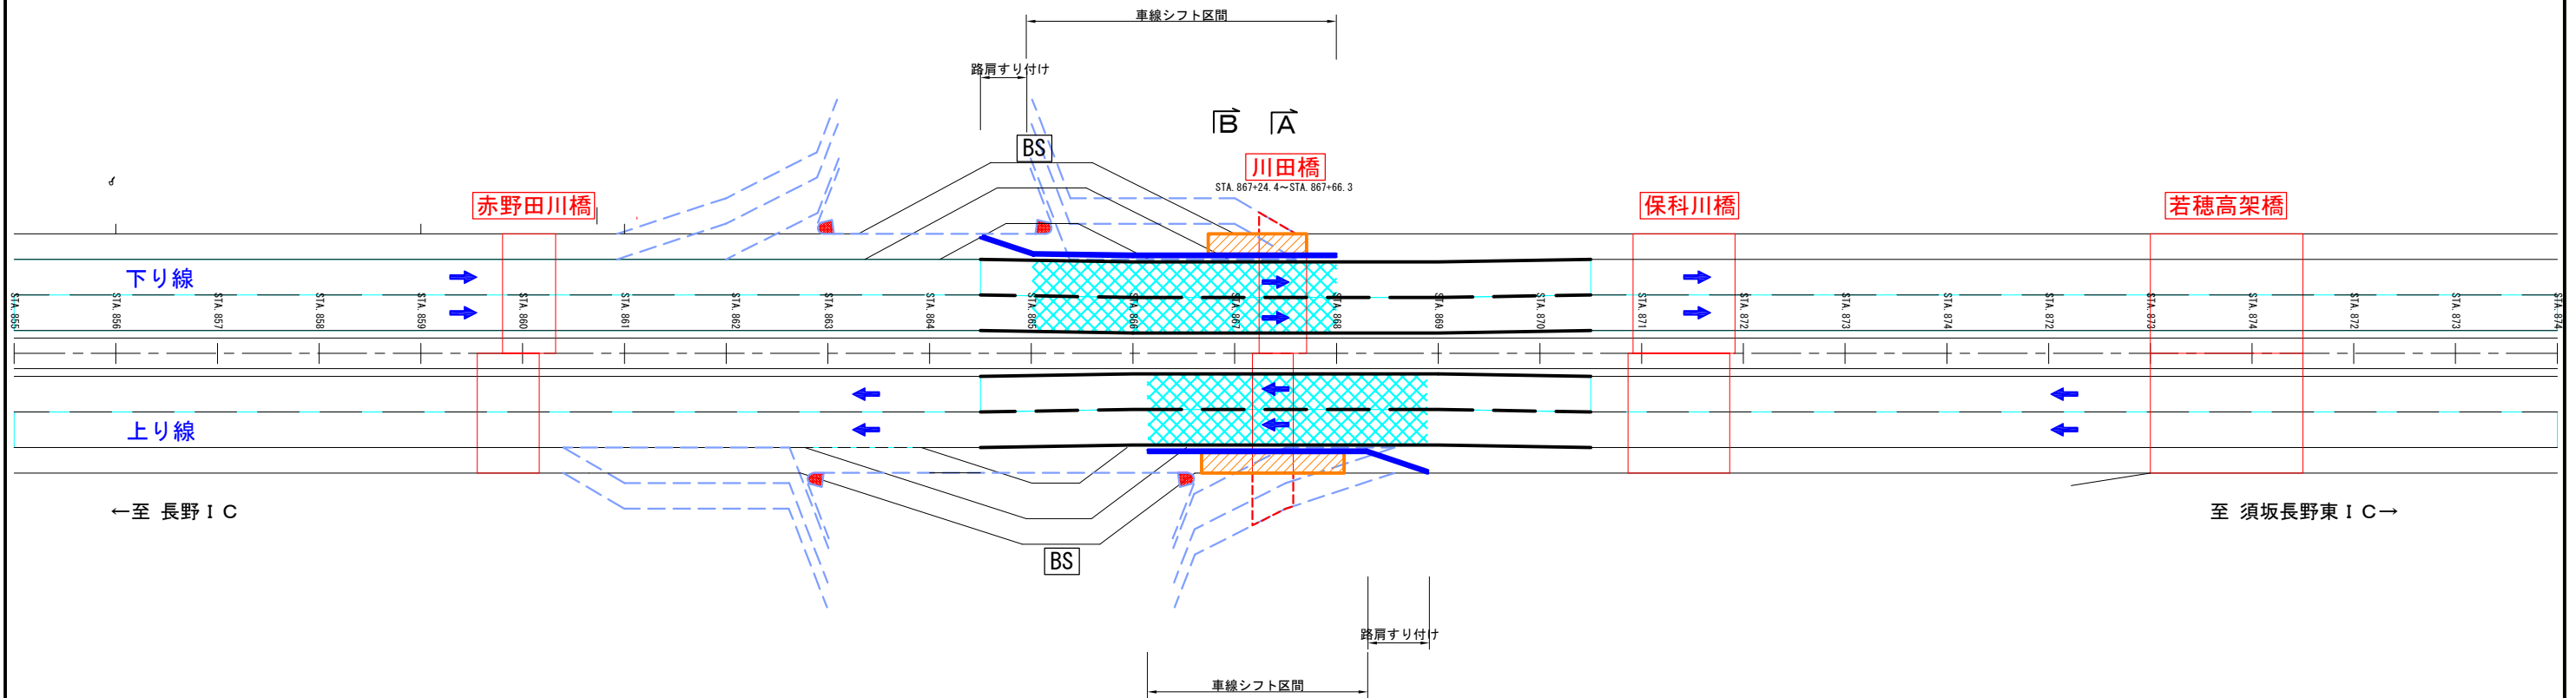 車線シフト区間
路肩すり付け
B A
BS
川田橋
STA. 867+24.4～STA. 867+66.3
赤野田川橋
保科川橋
若穂高架橋
下り線
STA. 855
STA. 856
STA. 857
STA. 858
STA. 859
STA. 860
STA. 861
STA. 862
STA. 863
STA. 864
STA. 865
STA. 866
STA. 867
STA. 868
STA. 869
STA. 870
STA. 871
STA. 872
STA. 873
STA. 874
STA. 872
STA. 873
STA. 874
STA. 872
STA. 873
STA. 874
上り線
←至 長野ＩＣ
至 須坂長野東ＩＣ→
BS
路肩すり付け
車線シフト区間